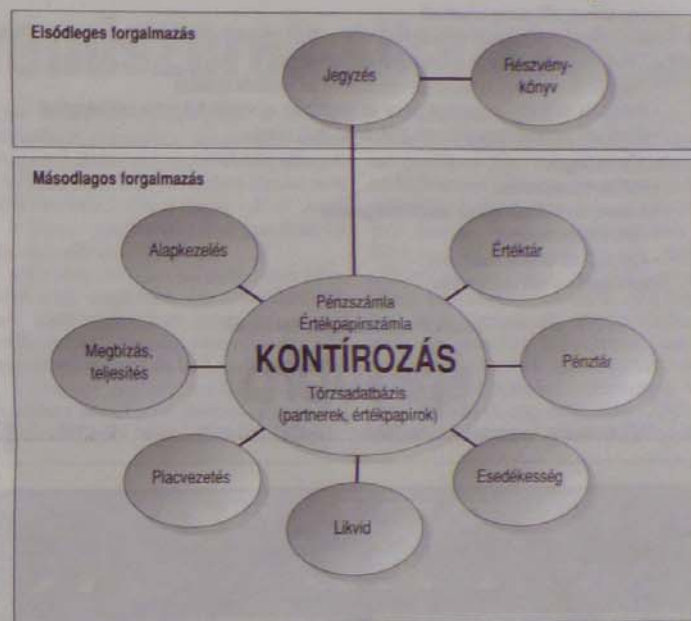 Elsődleges forgalmazás
Jegyzés
Részvény-
könyv
Másodlagos forgalmazás
Alapkezelés
Értéktár
Pénzszámla
Értékpapírszámla
KONTÍROZÁS
Törzsadatbázis
(partnerek, értékpapírok)
Megbízás,
teljesítés
Pénztár
Piacvezetés
Esedékesség
Likvid